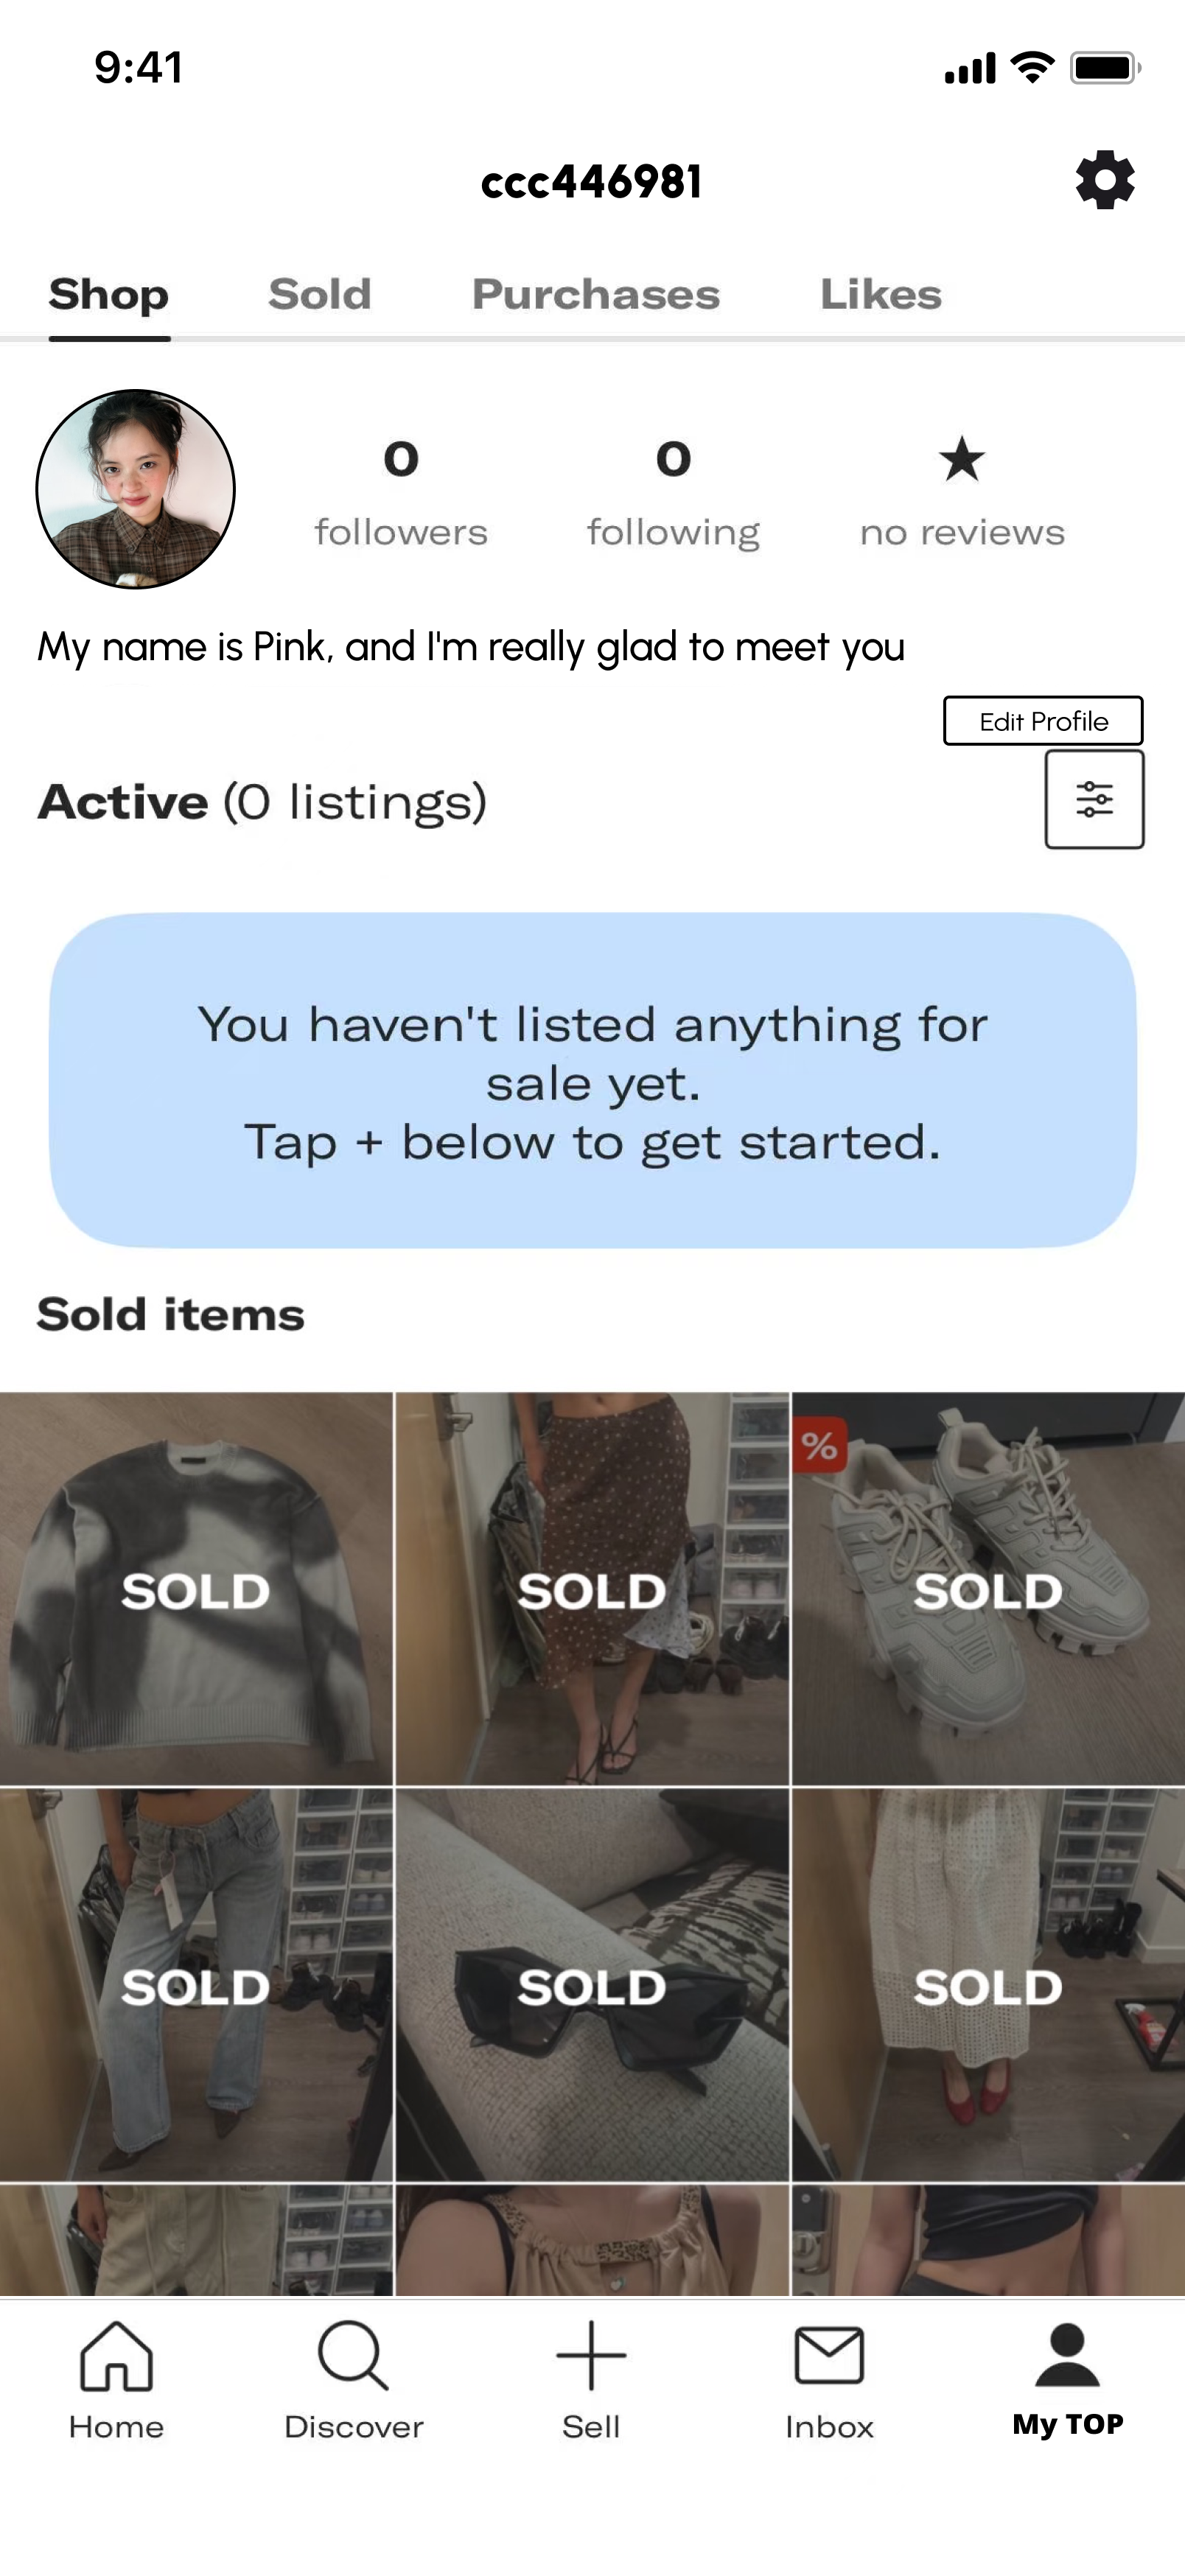 9:41
ccc446981
Shop Sold Purchases Likes
0 0 ★
followers following no reviews
My name is Pink, and I'm really glad to meet you
Edit Profile
Active (0 listings)
You haven't listed anything for
sale yet.
Tap + below to get started.
Sold items
%
SOLD SOLD SOLD
SOLD SOLD SOLD
Home Discover Sell Inbox My TOP